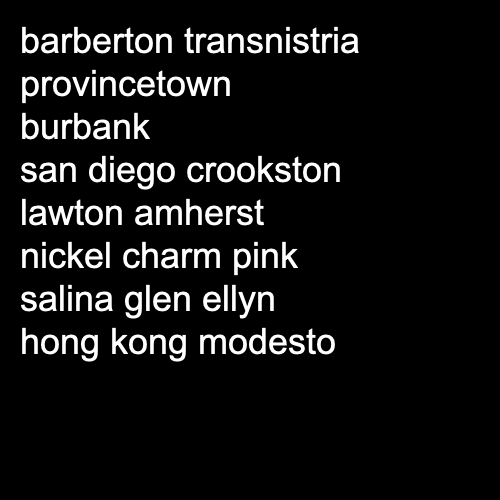 barberton transnistria
provincetown
burbank
san diego crookston
lawton amherst
nickel charm pink
salina glen ellyn
hong kong modesto